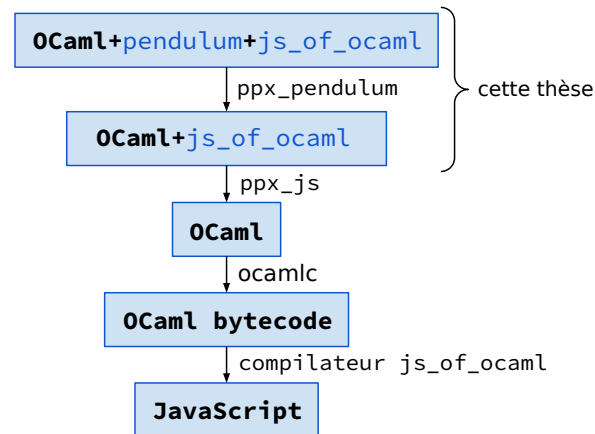 OCaml+pendulum+js_of_ocaml
ppx_pendulum
cette thèse
OCaml+js_of_ocaml
ppx_js
OCaml
ocamlc
OCaml bytecode
compilateur js_of_ocaml
JavaScript